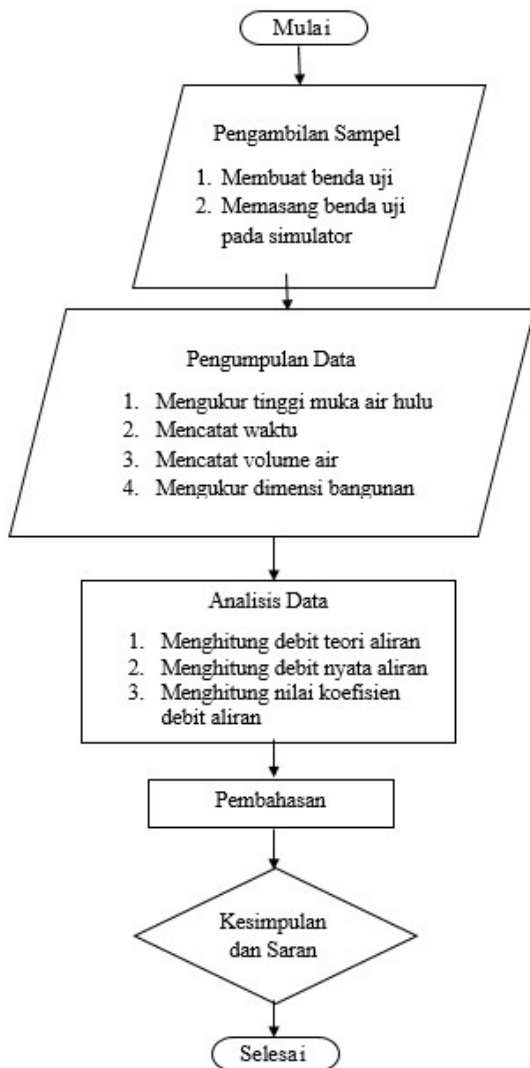 Mulai
Pengambilan Sampel
1. Membuat benda uji
2. Memasang benda uji
pada simulator
Pengumpulan Data
1. Mengukur tinggi muka air hulu
2. Mencatat waktu
3. Mencatat volume air
4. Mengukur dimensi bangunan
Analisis Data
1. Menghitung debit teori aliran
2. Menghitung debit nyata aliran
3. Menghitung nilai koefisien
debit aliran
Pembahasan
Kesimpulan
dan Saran
Selesai